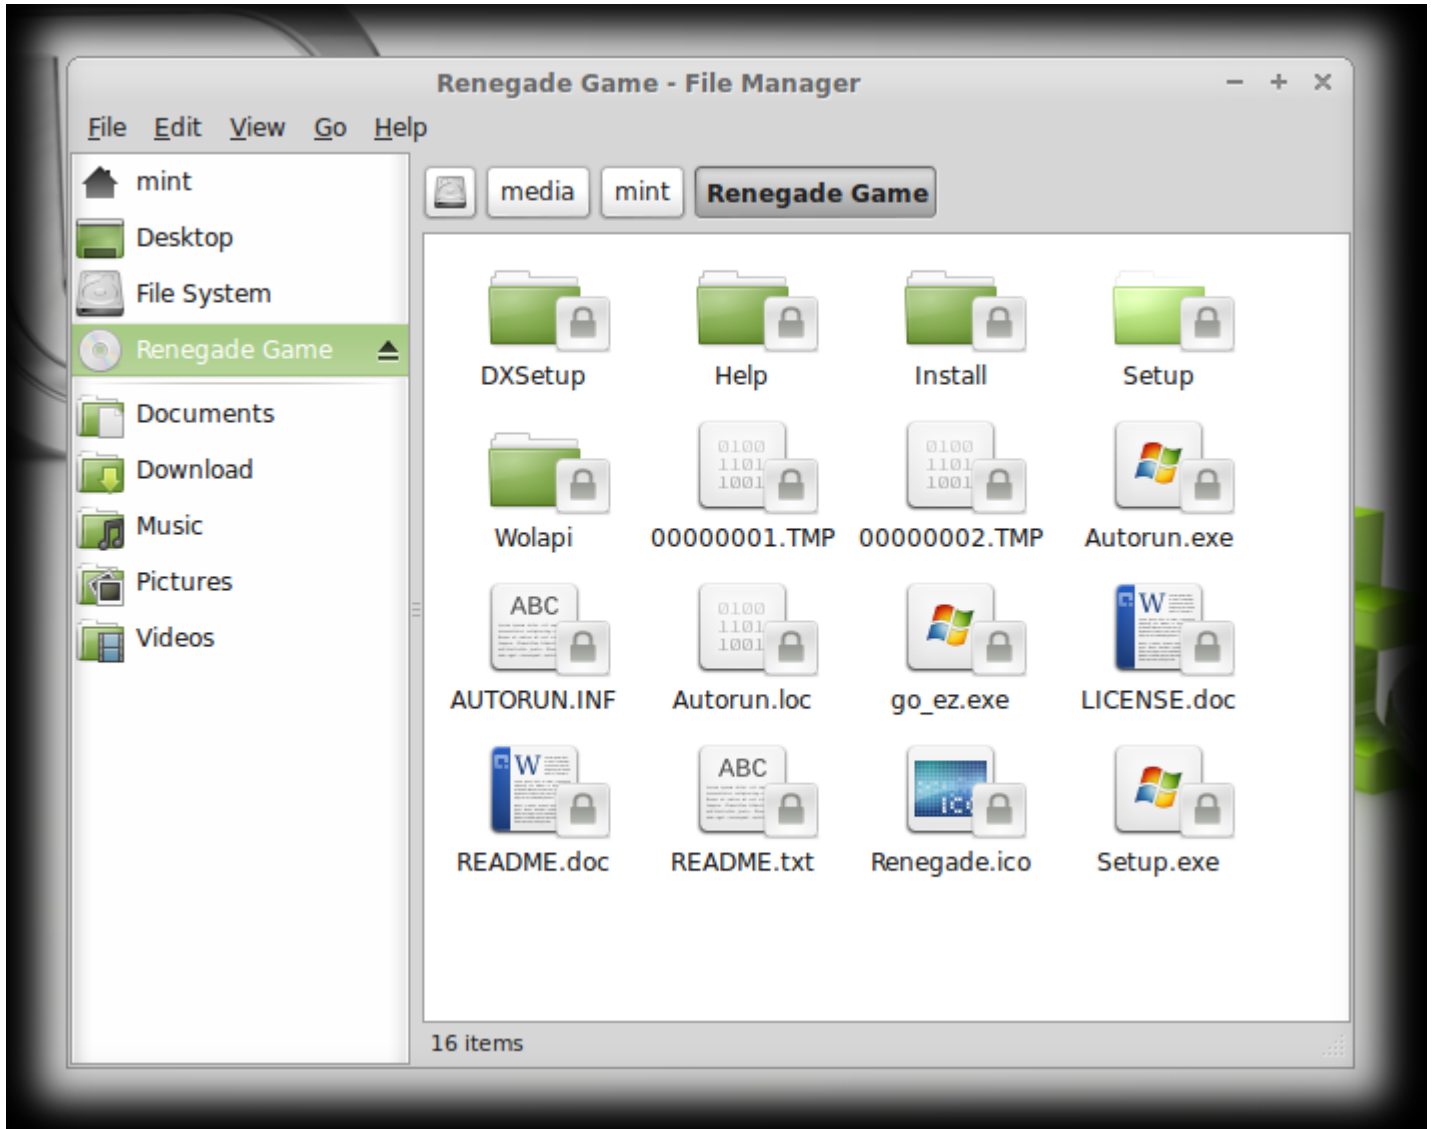 Renegade Game - File Manager
File Edit View Go Help
mint
Desktop
File System
Renegade Game
Documents
Download
Music
Pictures
Videos
media mint Renegade Game
DXSetup Help Install Setup
Wolapi 00000001.TMP 00000002.TMP Autorun.exe
AUTORUN.INF Autorun.loc go_ez.exe LICENSE.doc
README.doc README.txt Renegade.ico Setup.exe
16 items